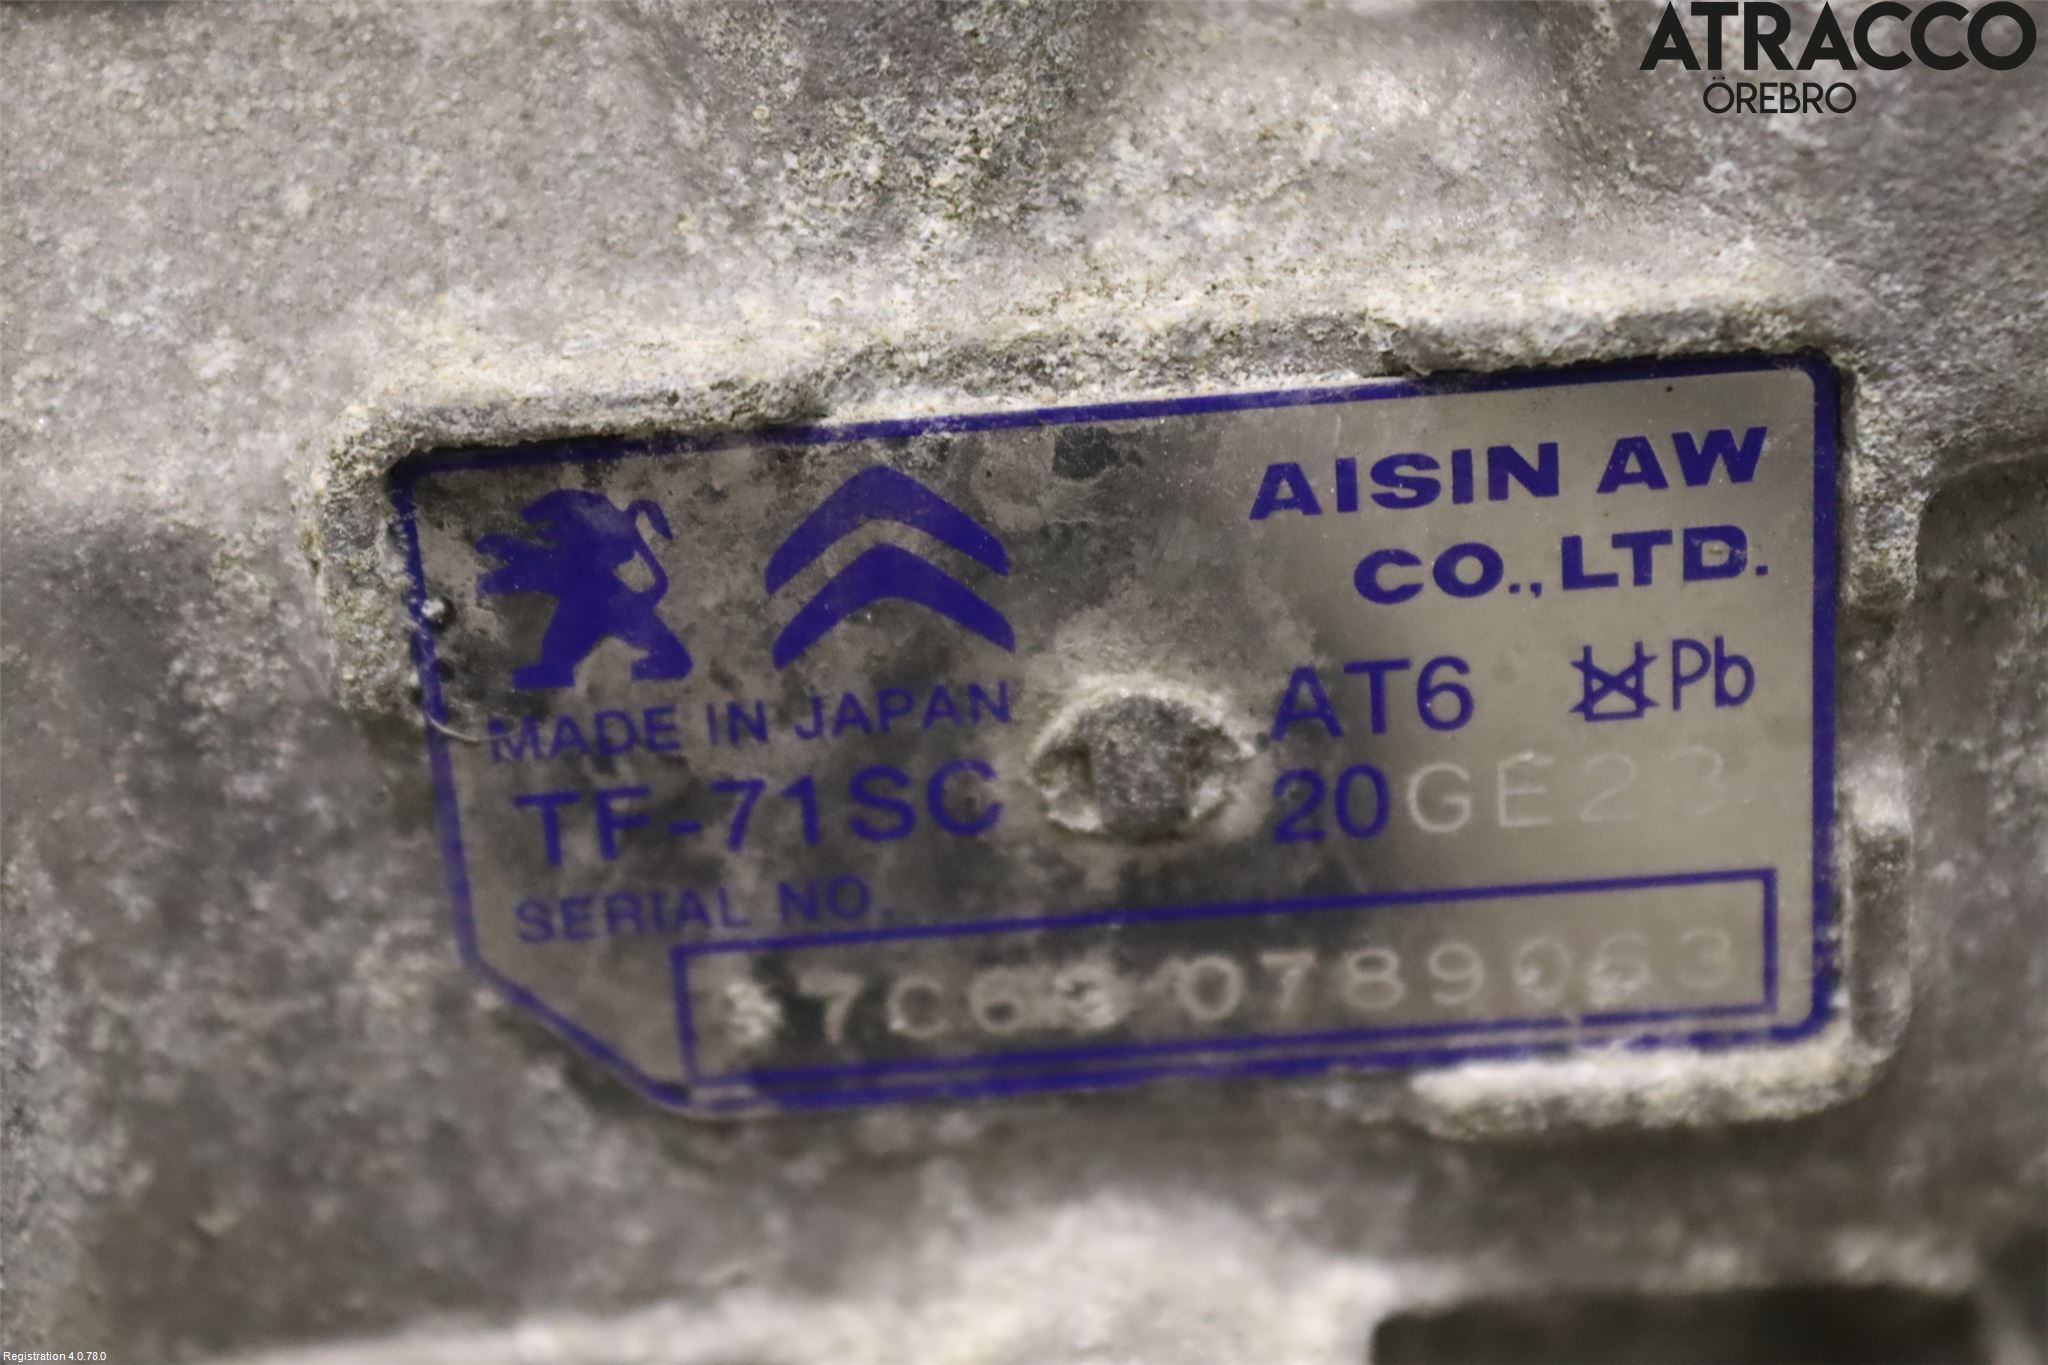 ATRACCO
ÖREBRO
AISIN AW
CO.,LTD.
MADE IN JAPAN
AT6 Pb
TF-71SC
20GE23
SERIAL NO.
Registration 4.0.78.0